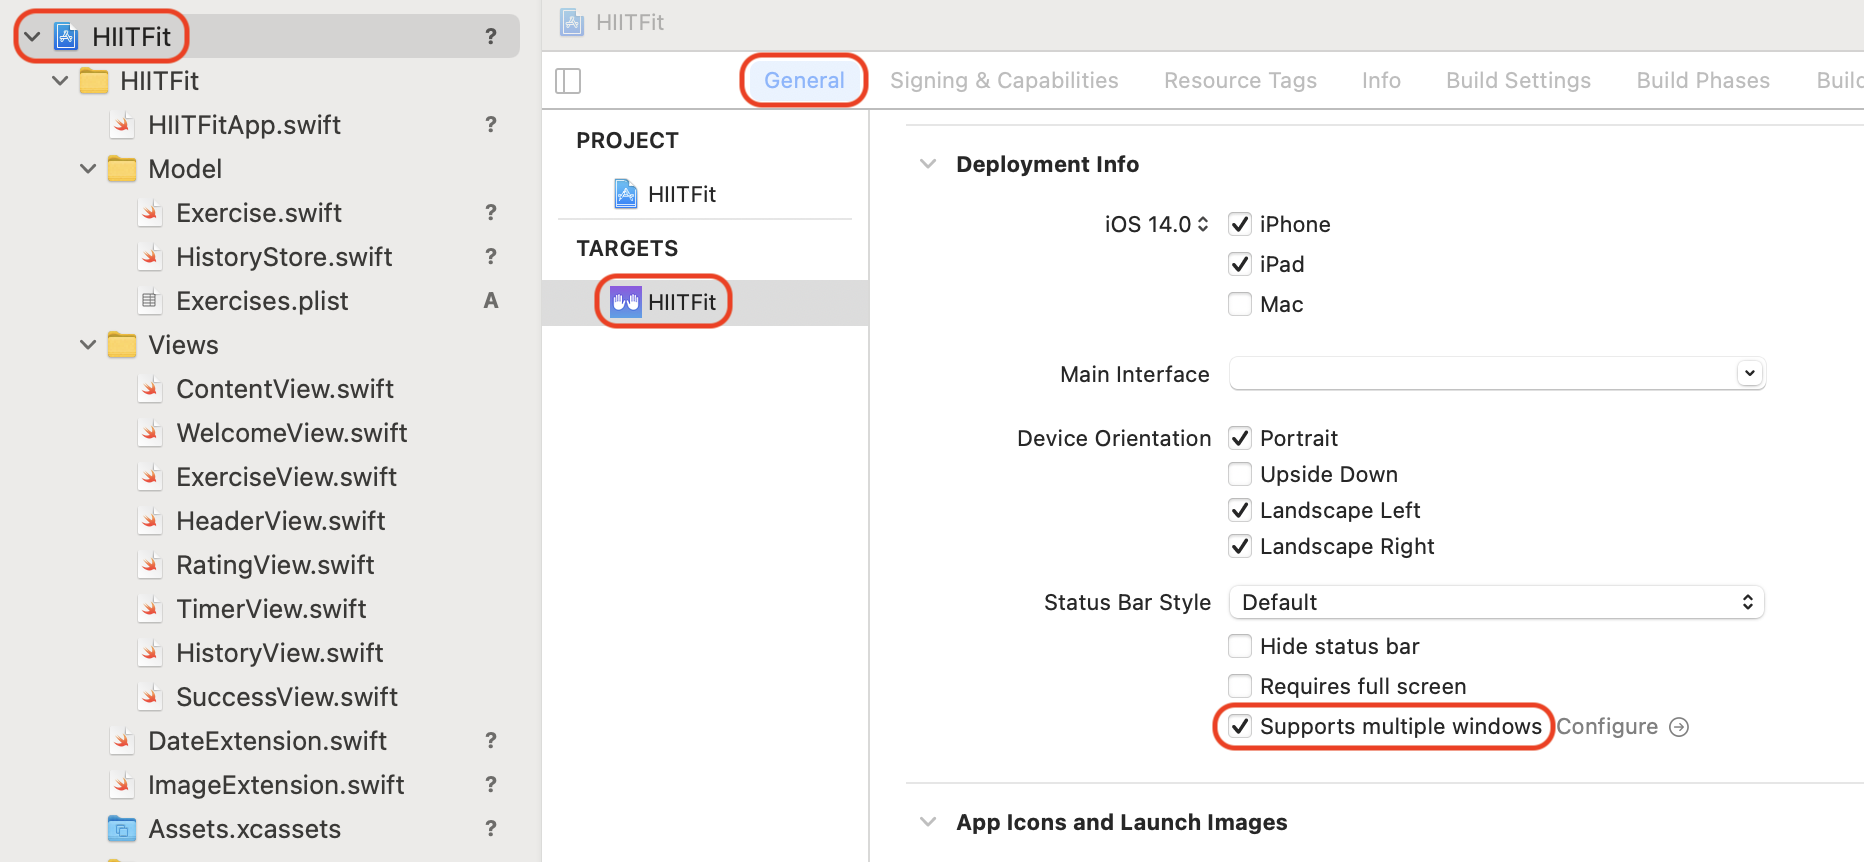 HIITFit ?
HIITFit
HIITFitApp.swift ?
Model
Exercise.swift ?
HistoryStore.swift ?
Exercises.plist A
Views
ContentView.swift
WelcomeView.swift
ExerciseView.swift
HeaderView.swift
RatingView.swift
TimerView.swift
HistoryView.swift
SuccessView.swift
DateExtension.swift ?
ImageExtension.swift ?
Assets.xcassets ?
HIITFit
General Signing & Capabilities Resource Tags Info Build Settings Build Phases Build
PROJECT
HIITFit
TARGETS
HIITFit
Deployment Info
iOS 14.0 iPhone
iPad
Mac
Main Interface
Device Orientation Portrait
Upside Down
Landscape Left
Landscape Right
Status Bar Style Default
Hide status bar
Requires full screen
Supports multiple windows Configure
App Icons and Launch Images